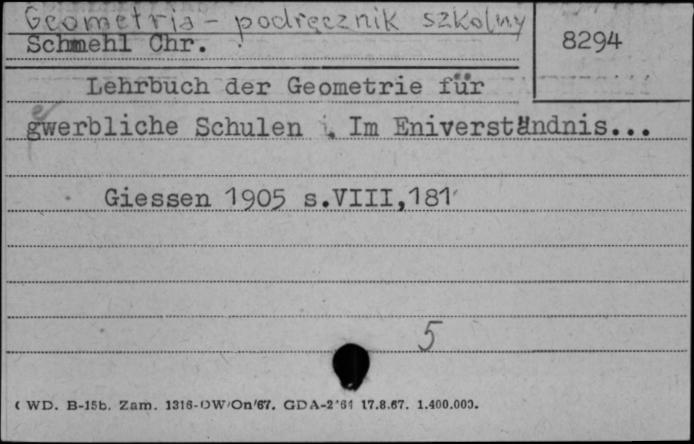 Geometria - podręcznik szkolny
Schmehl Chr.
8294
Lehrbuch der Geometrie für
gewerbliche Schulen . Im Eniverständnis...
Giessen 1905 s.VIII,181
5
WD. B-15b. Zam. 1316-OW/On/67. GDA-2'61 17.8.67. 1.400.000.